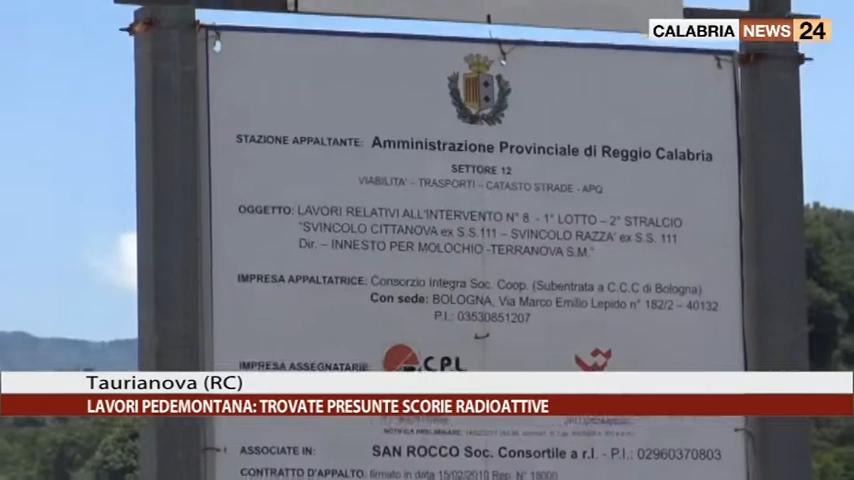 CALABRIA NEWS 24
STAZIONE APPALTANTE: Amministrazione Provinciale di Reggio Calabria
SETTORE 12
VIABILITA' - TRASPORTI - CATASTO STRADE - APQ
OGGETTO: LAVORI RELATIVI ALL'INTERVENTO N° 8 - 1° LOTTO – 2° STRALCIO
"SVINCOLO CITTANOVA ex S.S.111 – SVINCOLO RAZZA' ex S.S. 111
Dir. – INNESTO PER MOLOCHIO -TERRANOVA S.M."
IMPRESA APPALTATRICE: Consorzio Integra Soc. Coop. (Subentrata a C.C.C di Bologna)
Con sede: BOLOGNA, Via Marco Emilio Lepido n° 182/2 – 40132
P.I.: 03530851207
IMPRESA ASSEGNATARIE: CPL
Taurianova (RC)
LAVORI PEDEMONTANA: TROVATE PRESUNTE SCORIE RADIOATTIVE
NOTIFICA PRELIMINARE:
ASSOCIATE IN: SAN ROCCO Soc. Consortile a r.l. - P.I.: 02960370803
CONTRATTO D'APPALTO: firmato in data 15/02/2010 Rep. N° 18000